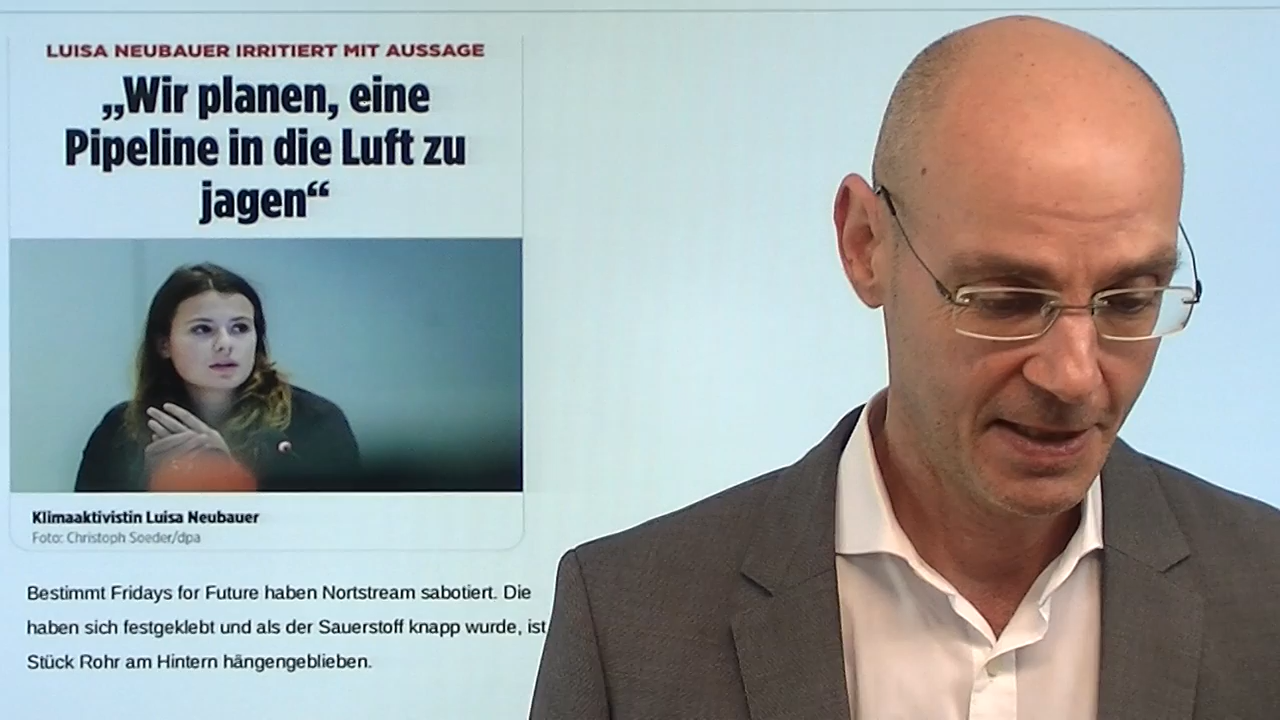 LUISA NEUBAUER IRRITIERT MIT AUSSAGE
„Wir planen, eine
Pipeline in die Luft zu
jagen“
Klimaaktivistin Luisa Neubauer
Foto: Christoph Soeder/dpa
Bestimmt Fridays for Future haben Nortstream sabotiert. Die
haben sich festgeklebt und als der Sauerstoff knapp wurde, ist
Stück Rohr am Hintern hängengeblieben.